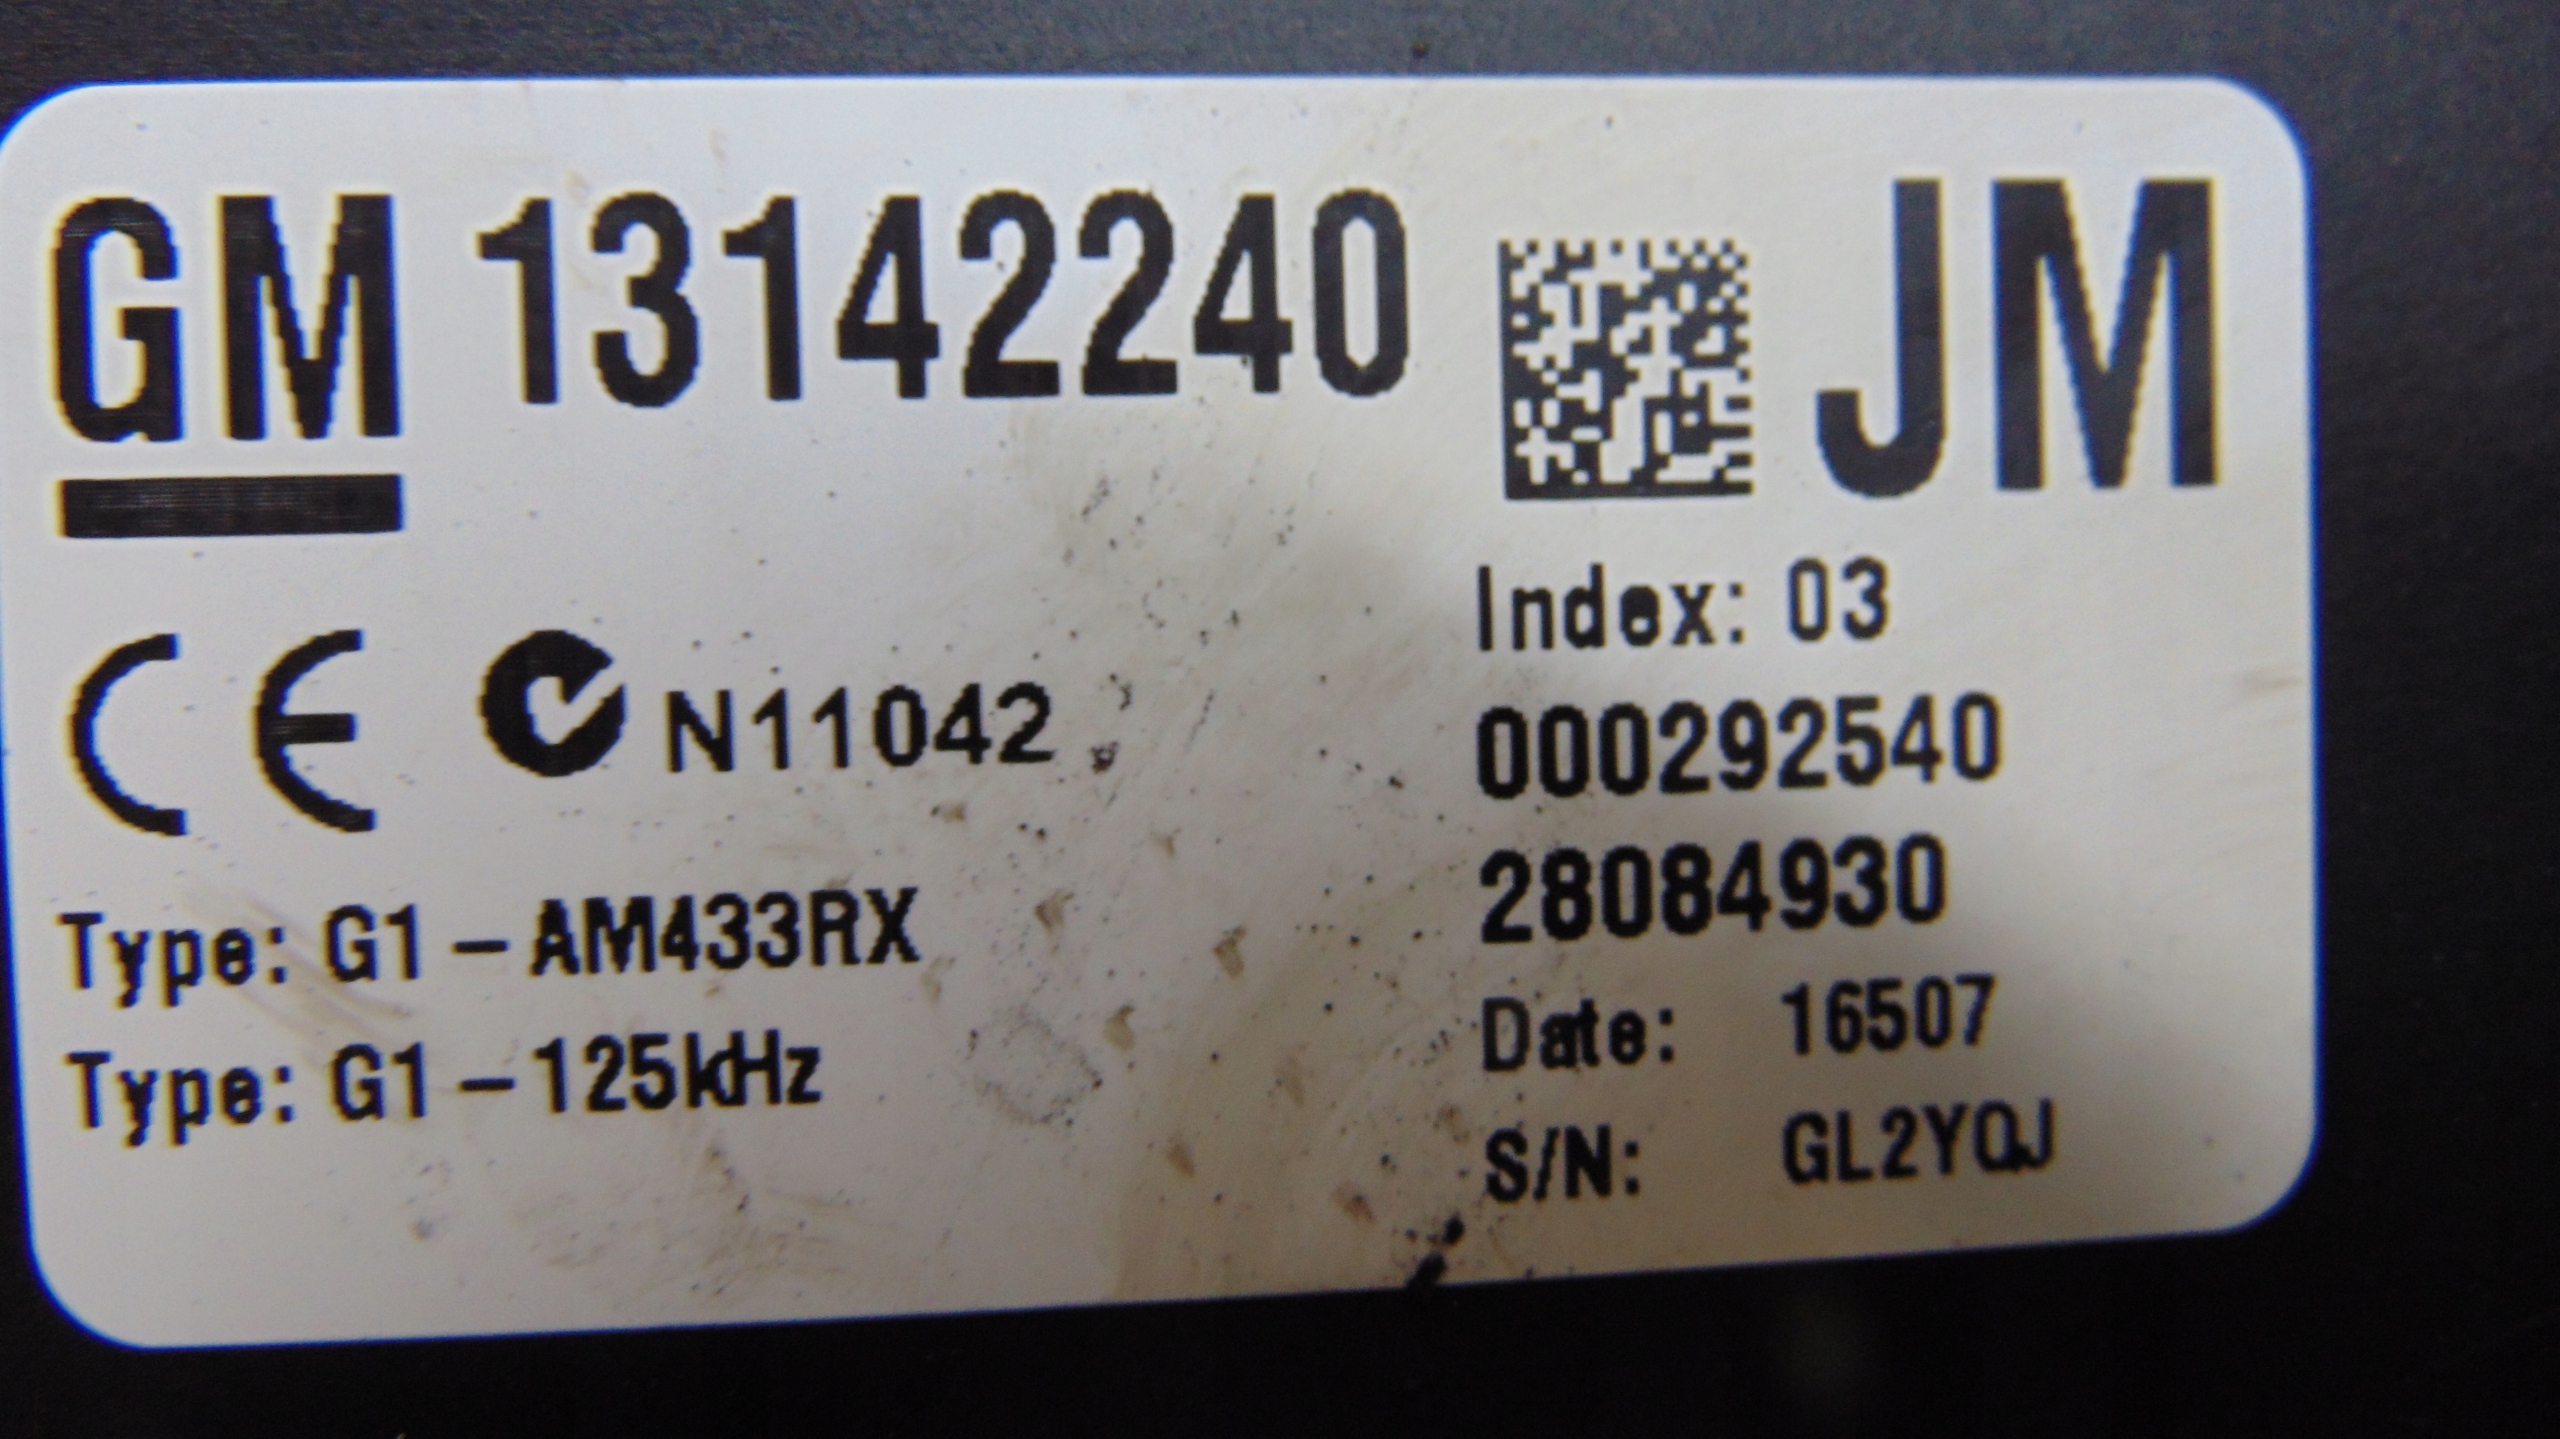 GM 13142240 JM
Index: 03
CE N11042
000292540
28084930
Type: G1-AM433RX
Date: 16507
Type: G1-125kHz
S/N: GL2YQJ